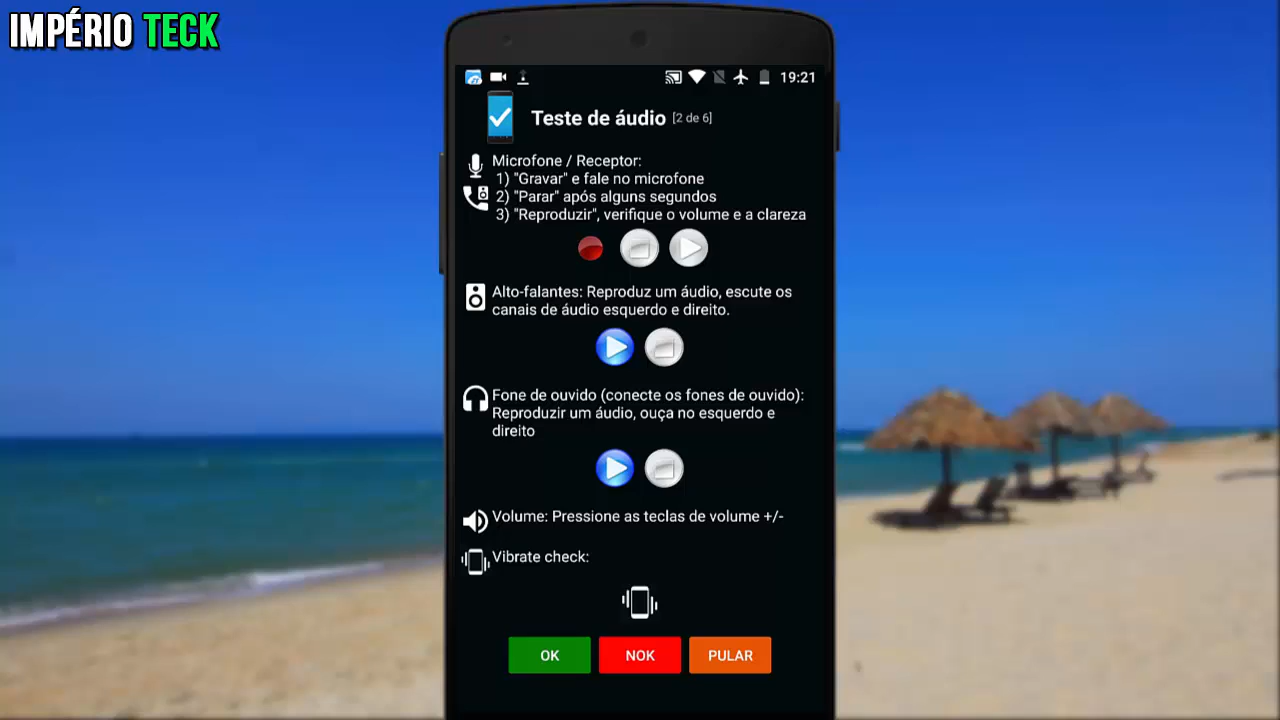 IMPÉRIO TECK
19:21
Teste de áudio [2 de 6]
Microfone / Receptor:
1) "Gravar" e fale no microfone
2) "Parar" após alguns segundos
3) "Reproduzir", verifique o volume e a clareza
Alto-falantes: Reproduz um áudio, escute os
canais de áudio esquerdo e direito.
Fone de ouvido (conecte os fones de ouvido):
Reproduzir um áudio, ouça no esquerdo e
direito
Volume: Pressione as teclas de volume +/-
Vibrate check:
OK NOK PULAR